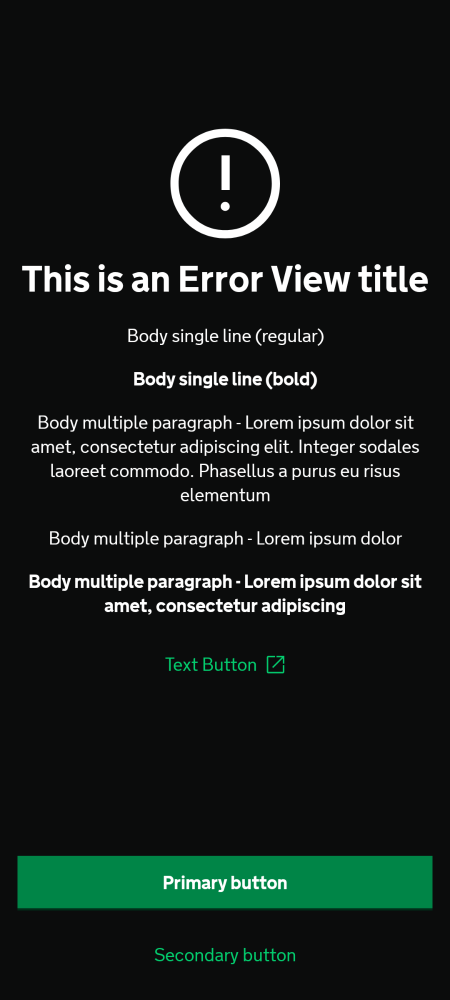 This is an Error View title
Body single line (regular)
Body single line (bold)
Body multiple paragraph - Lorem ipsum dolor sit
amet, consectetur adipiscing elit. Integer sodales
laoreet commodo. Phasellus a purus eu risus
elementum
Body multiple paragraph - Lorem ipsum dolor
Body multiple paragraph - Lorem ipsum dolor sit
amet, consectetur adipiscing
Text Button
Primary button
Secondary button